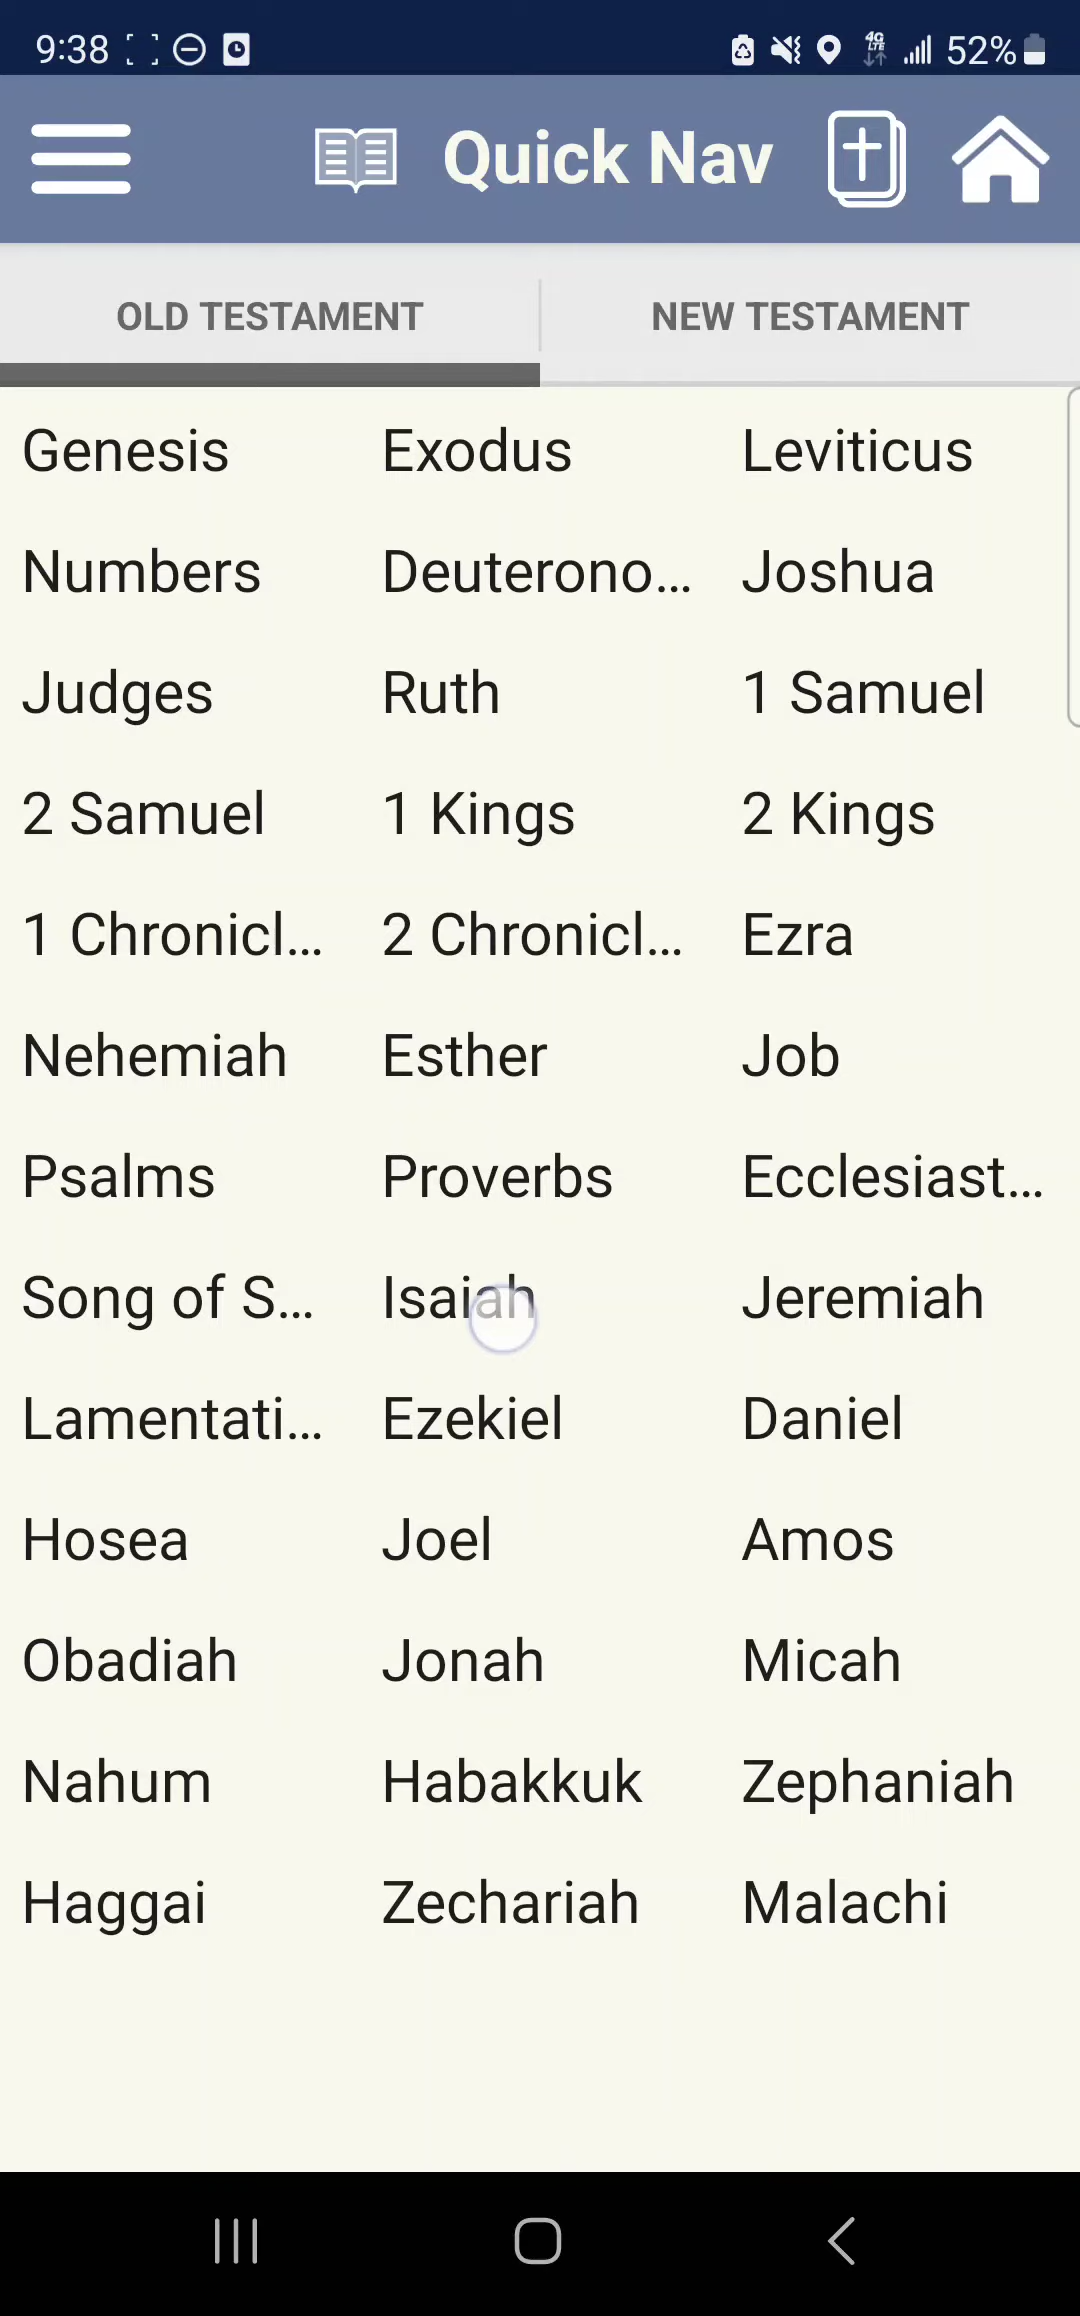 9:38 4G LTE 52%
Quick Nav
OLD TESTAMENT NEW TESTAMENT
Genesis Exodus Leviticus
Numbers Deuterono... Joshua
Judges Ruth 1 Samuel
2 Samuel 1 Kings 2 Kings
1 Chronicl... 2 Chronicl... Ezra
Nehemiah Esther Job
Psalms Proverbs Ecclesiast...
Song of S... Isaiah Jeremiah
Lamentati... Ezekiel Daniel
Hosea Joel Amos
Obadiah Jonah Micah
Nahum Habakkuk Zephaniah
Haggai Zechariah Malachi